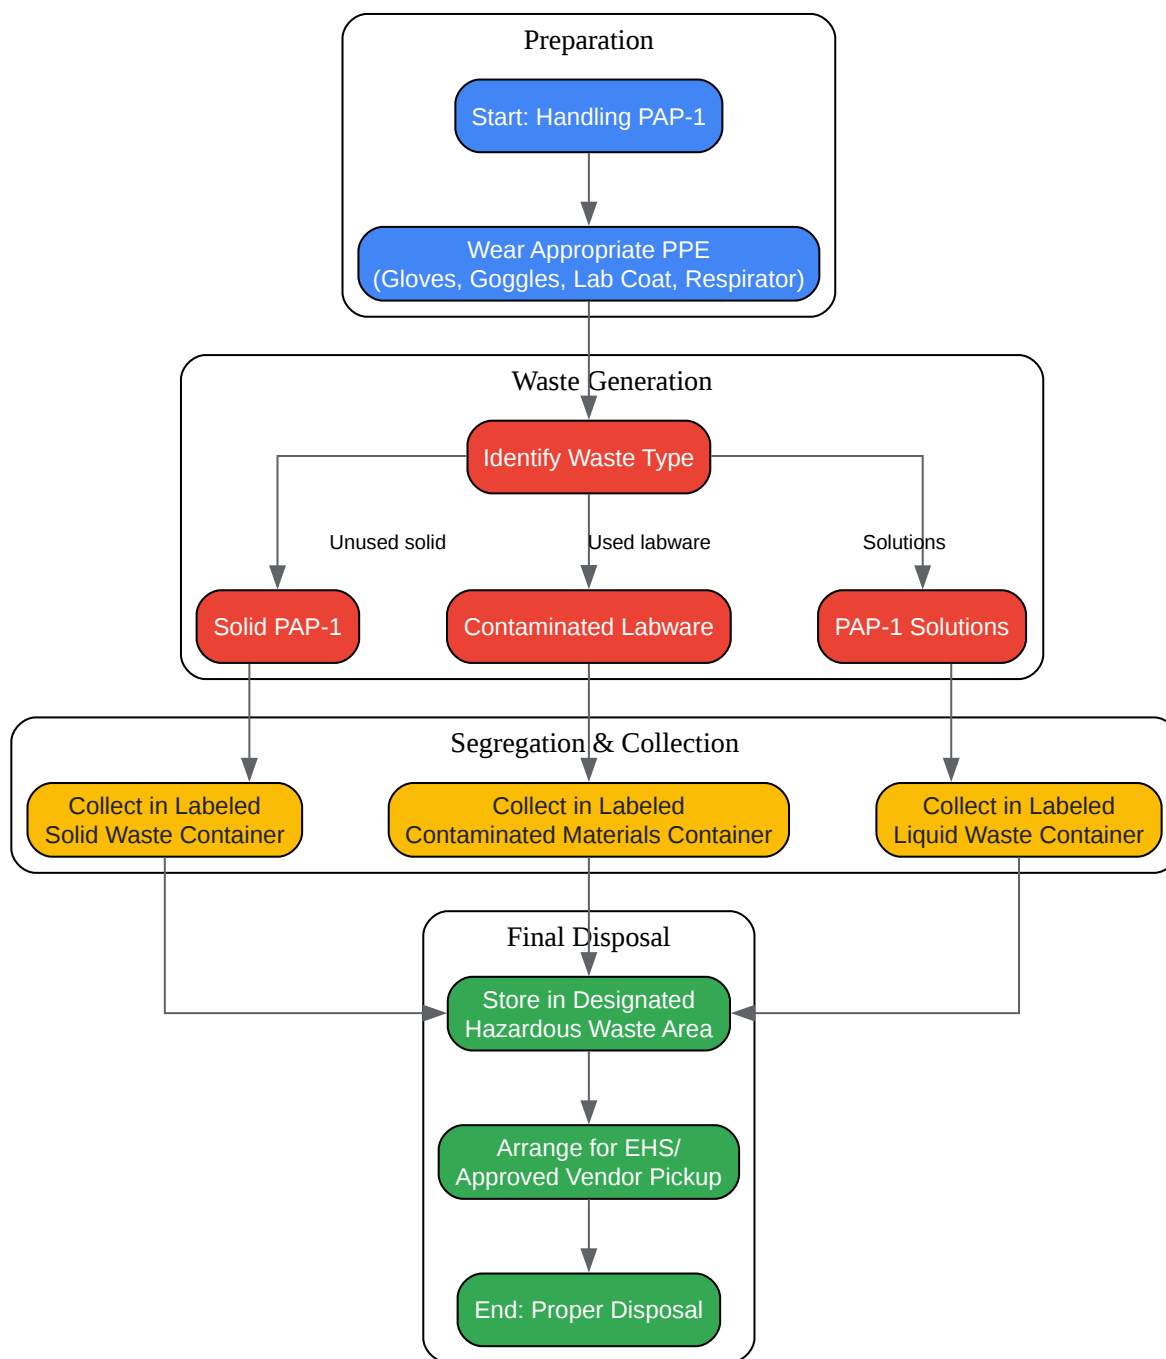 Preparation
Start: Handling PAP-1
Wear Appropriate PPE
(Gloves, Goggles, Lab Coat, Respirator)
Waste Generation
Identify Waste Type
Unused solid
Used labware
Solutions
Solid PAP-1
Contaminated Labware
PAP-1 Solutions
Segregation & Collection
Collect in Labeled
Solid Waste Container
Collect in Labeled
Contaminated Materials Container
Collect in Labeled
Liquid Waste Container
Final Disposal
Store in Designated
Hazardous Waste Area
Arrange for EHS/
Approved Vendor Pickup
End: Proper Disposal